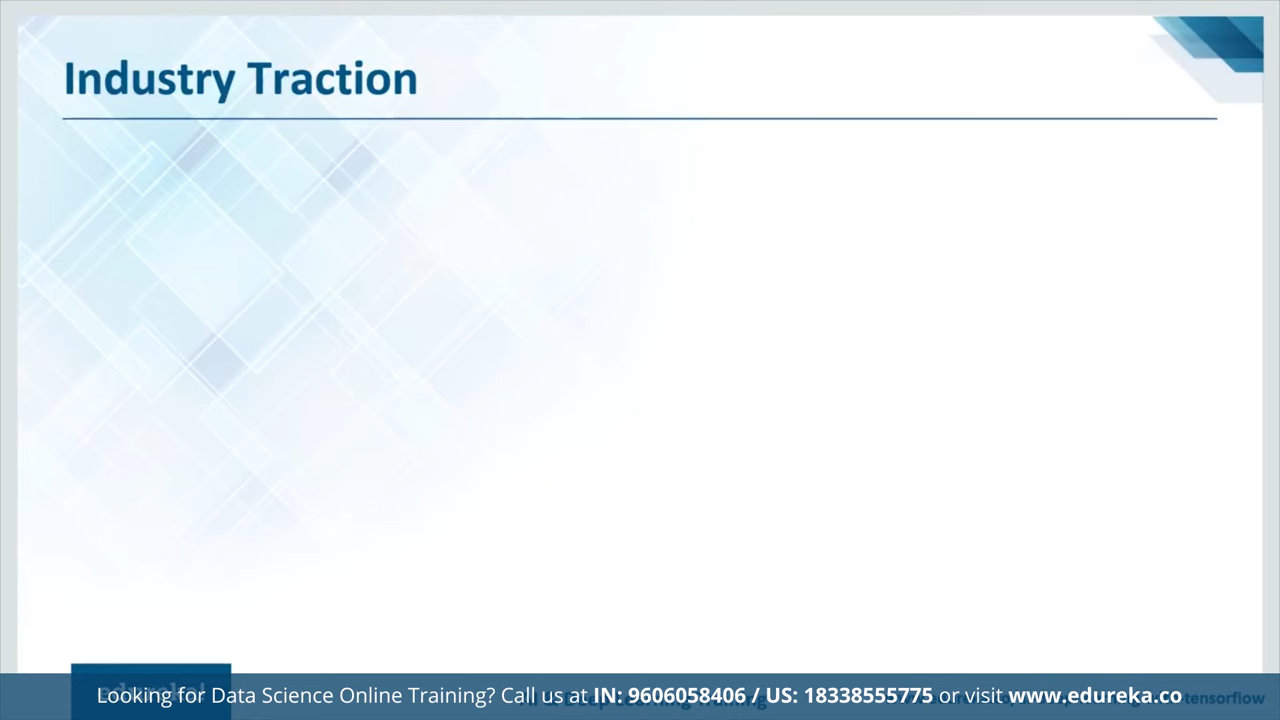 Industry Traction
Looking for Data Science Online Training? Call us at IN: 9606058406 / US: 18338555775 or visit www.edureka.co